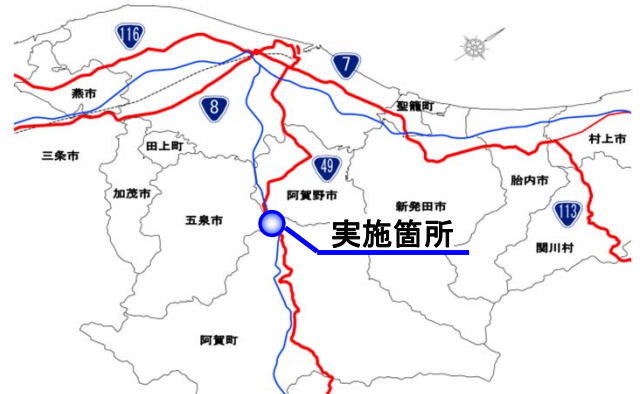 116
7
燕市
8
聖籠町
三条市
田上町
村上市
49
加茂市
阿賀野市
胎内市
五泉市
新発田市
113
実施箇所
関川村
阿賀町